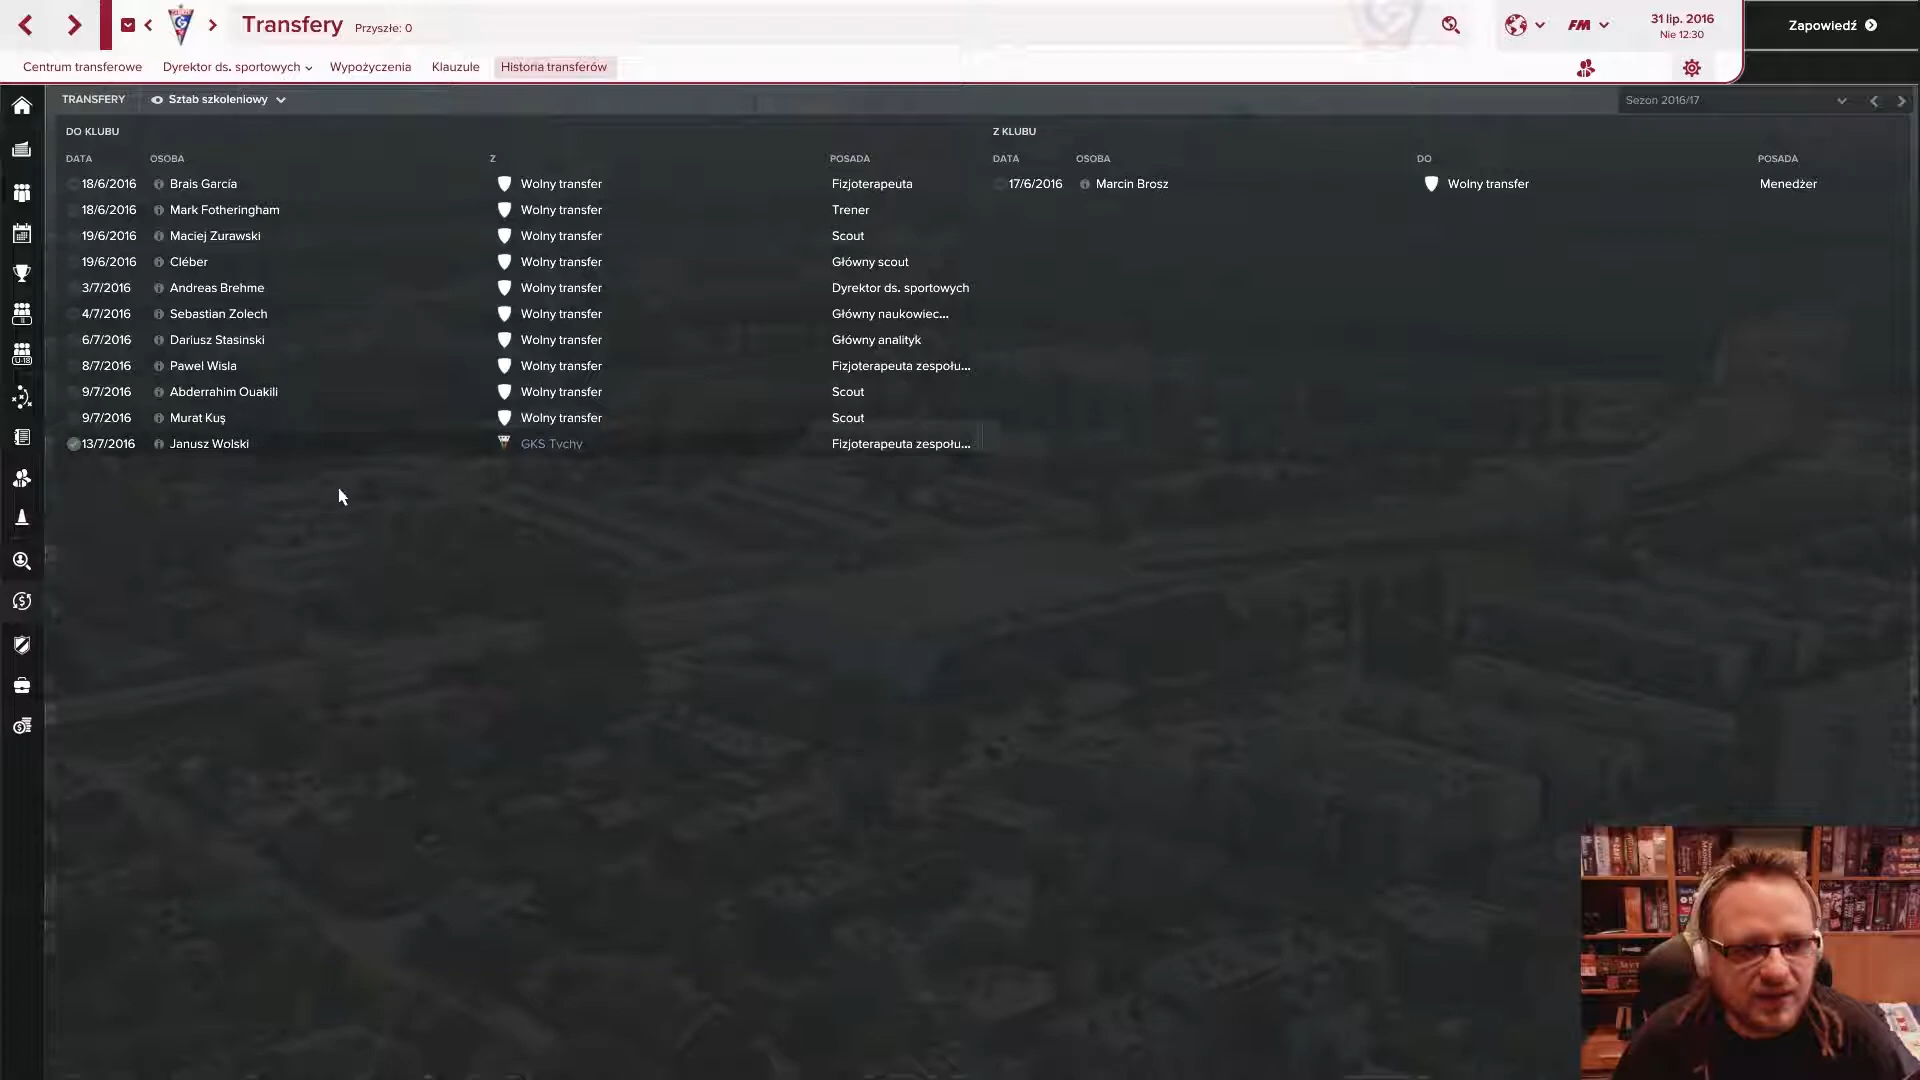 Transfery Przyszłe: 0
FM
31 lip. 2016
Nie 12:30
Zapowiedź
Centrum transferowe
Dyrektor ds. sportowych
Wypożyczenia
Klauzule
Historia transferów
TRANSFERY
Sztab szkoleniowy
Sezon 2016/17
DO KLUBU
Z KLUBU
DATA OSOBA Z POSADA
DATA OSOBA DO POSADA
18/6/2016 Brais García Wolny transfer Fizjoterapeuta
17/6/2016 Marcin Brosz Wolny transfer Menedżer
18/6/2016 Mark Fotheringham Wolny transfer Trener
19/6/2016 Maciej Zurawski Wolny transfer Scout
19/6/2016 Cléber Wolny transfer Główny scout
3/7/2016 Andreas Brehme Wolny transfer Dyrektor ds. sportowych
4/7/2016 Sebastian Zolech Wolny transfer Główny naukowiec...
6/7/2016 Dariusz Stasinski Wolny transfer Główny analityk
8/7/2016 Pawel Wisla Wolny transfer Fizjoterapeuta zespołu...
9/7/2016 Abderrahim Ouakili Wolny transfer Scout
9/7/2016 Murat Kuş Wolny transfer Scout
13/7/2016 Janusz Wolski GKS Tychy Fizjoterapeuta zespołu...
II
U-18